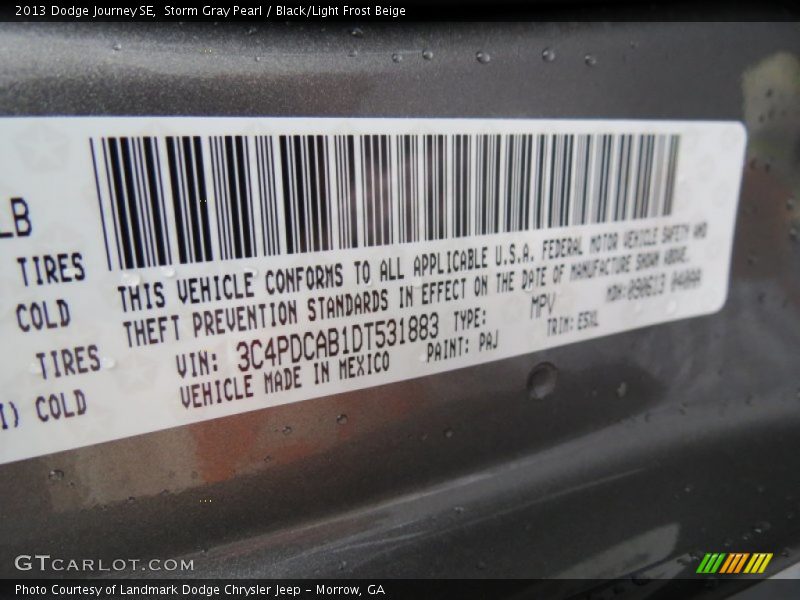 2013 Dodge Journey SE, Storm Gray Pearl / Black/Light Frost Beige
LB
TIRES
COLD
TIRES
I) COLD
THIS VEHICLE CONFORMS TO ALL APPLICABLE U.S.A. FEDERAL MOTOR VEHICLE SAFETY AND
THEFT PREVENTION STANDARDS IN EFFECT ON THE DATE OF MANUFACTURE SHOWN ABOVE.
VIN: 3C4PDCAB1DT531883 TYPE: MPV MDH:
VEHICLE MADE IN MEXICO PAINT: PAJ TRIM:
GTCARLOT.COM
Photo Courtesy of Landmark Dodge Chrysler Jeep – Morrow, GA